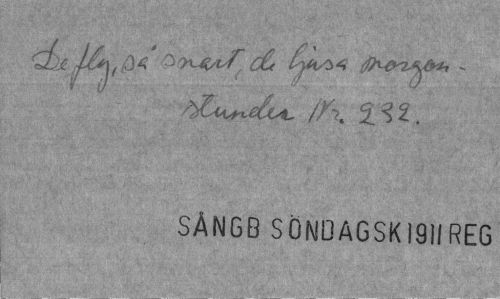 De fly, så snart, de ljusa morgon-
stunder Nr. 232.
SÅNGB SÖNDAGSK 1911 REG